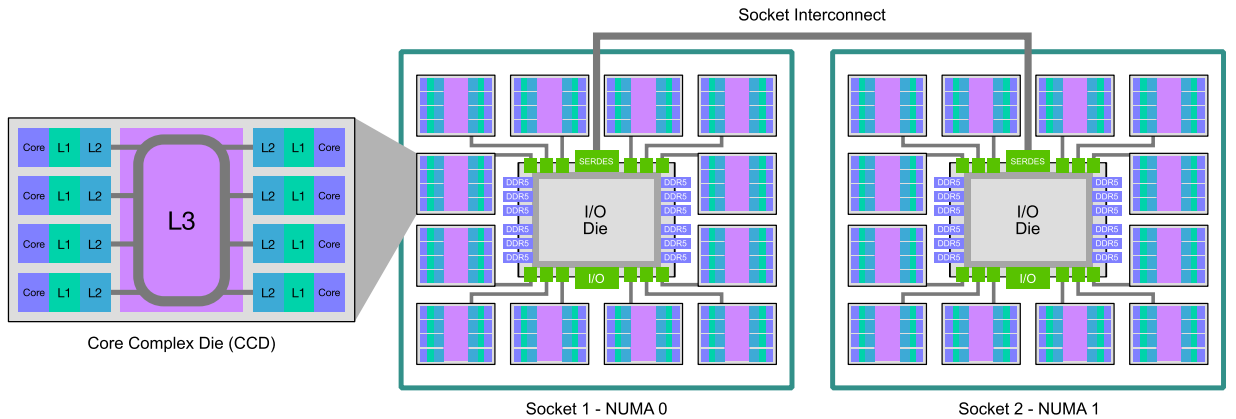 Socket Interconnect
Core L1 L2 L2 L1 Core
Core L1 L2 L2 L1 Core
L3
Core L1 L2 L2 L1 Core
Core L1 L2 L2 L1 Core
Core Complex Die (CCD)
SERDES
DDR5 DDR5
DDR5 DDR5
DDR5 DDR5
I/O
Die
DDR5 DDR5
DDR5 DDR5
DDR5 DDR5
I/O
Socket 1 - NUMA 0
SERDES
DDR5 DDR5
DDR5 DDR5
DDR5 DDR5
I/O
Die
DDR5 DDR5
DDR5 DDR5
DDR5 DDR5
I/O
Socket 2 - NUMA 1